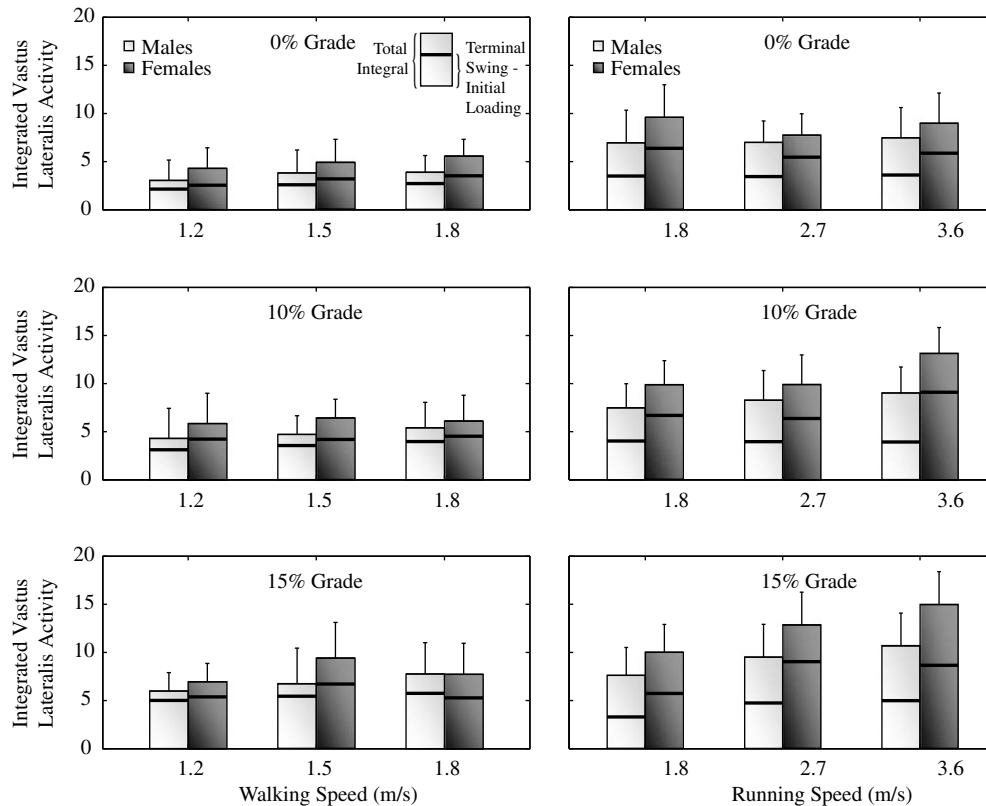 Integrated Vastus
Lateralis Activity
20
15
10
5
0
0% Grade
Males
Females
Total
Integral
Terminal
Swing -
Initial
Loading
1.2
1.5
1.8
0% Grade
Males
Females
1.8
2.7
3.6
Integrated Vastus
Lateralis Activity
20
15
10
5
0
10% Grade
1.2
1.5
1.8
10% Grade
1.8
2.7
3.6
Integrated Vastus
Lateralis Activity
20
15
10
5
0
15% Grade
1.2
1.5
1.8
Walking Speed (m/s)
15% Grade
1.8
2.7
3.6
Running Speed (m/s)